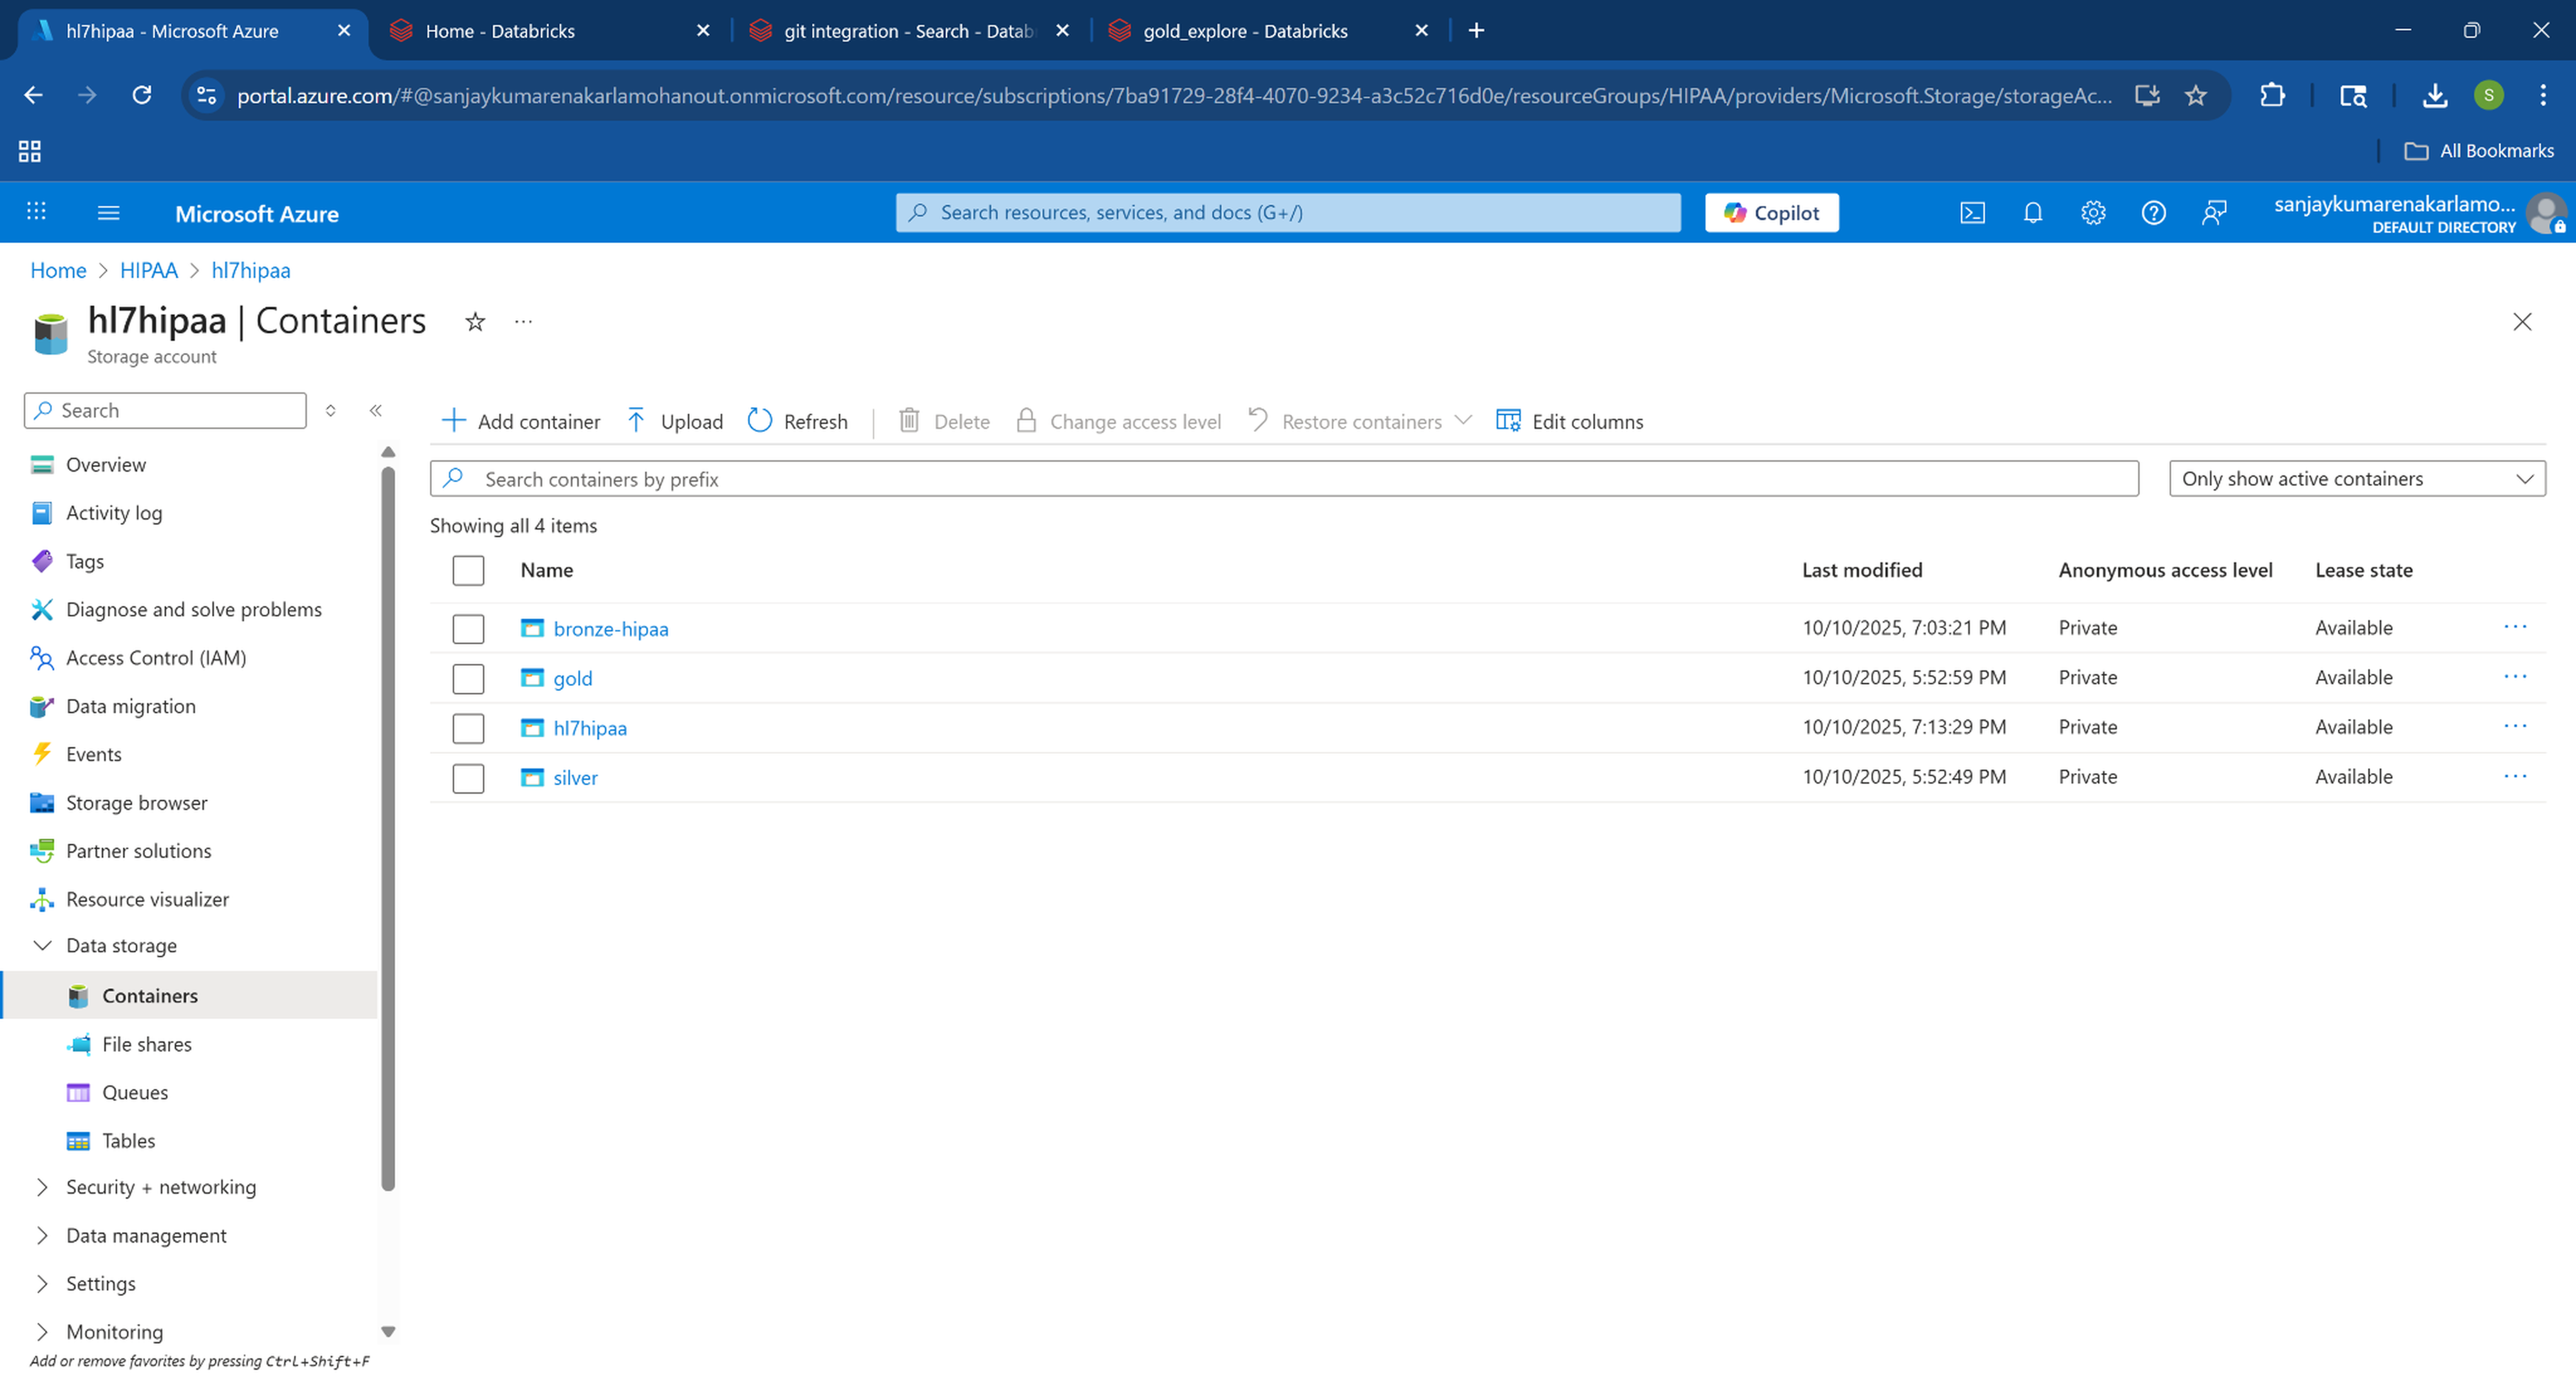 hl7hipaa - Microsoft Azure
Home - Databricks
git integration - Search - Datab
gold_explore - Databricks
portal.azure.com/#@sanjaykumarenakarlamohanout.onmicrosoft.com/resource/subscriptions/7ba91729-28f4-4070-9234-a3c52c716d0e/resourceGroups/HIPAA/providers/Microsoft.Storage/storageAc...
S
All Bookmarks
Microsoft Azure
Search resources, services, and docs (G+/)
Copilot
sanjaykumarenakarlamo...
DEFAULT DIRECTORY
Home > HIPAA > hl7hipaa
hl7hipaa | Containers
Storage account
Search
Add container
Upload
Refresh
Delete
Change access level
Restore containers
Edit columns
Overview
Activity log
Tags
Diagnose and solve problems
Access Control (IAM)
Data migration
Events
Storage browser
Partner solutions
Resource visualizer
Data storage
Containers
File shares
Queues
Tables
Security + networking
Data management
Settings
Monitoring
Add or remove favorites by pressing Ctrl+Shift+F
Search containers by prefix
Only show active containers
Showing all 4 items
Name Last modified Anonymous access level Lease state
bronze-hipaa 10/10/2025, 7:03:21 PM Private Available
gold 10/10/2025, 5:52:59 PM Private Available
hl7hipaa 10/10/2025, 7:13:29 PM Private Available
silver 10/10/2025, 5:52:49 PM Private Available